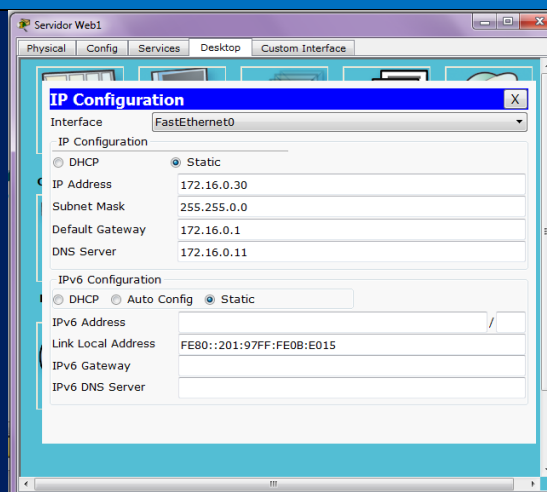 Servidor Web1
Physical Config Services Desktop Custom Interface
IP Configuration X
Interface FastEthernet0
IP Configuration
DHCP Static
IP Address 172.16.0.30
Subnet Mask 255.255.0.0
Default Gateway 172.16.0.1
DNS Server 172.16.0.11
IPv6 Configuration
DHCP Auto Config Static
IPv6 Address /
Link Local Address FE80::201:97FF:FE0B:E015
IPv6 Gateway
IPv6 DNS Server